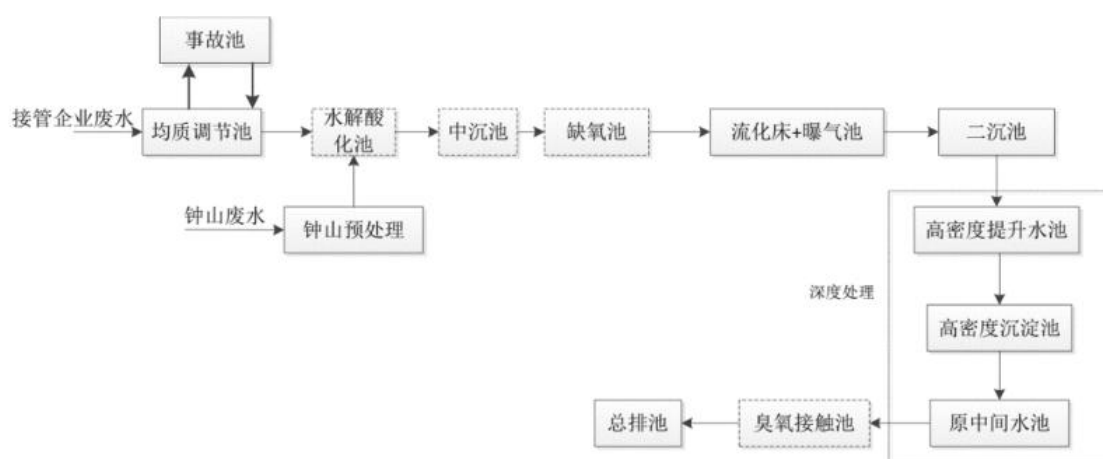 事故池
接管企业废水
均质调节池
水解酸
化池
中沉池
缺氧池
流化床+曝气池
二沉池
钟山废水
钟山预处理
高密度提升水池
深度处理
高密度沉淀池
总排池
臭氧接触池
原中间水池